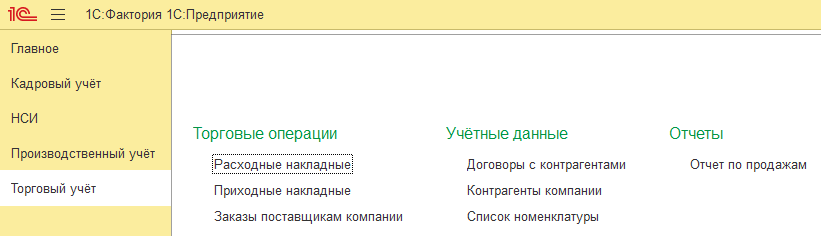 1С 1С:Фактория 1С:Предприятие
Главное
Кадровый учёт
НСИ
Производственный учёт
Торговый учёт
Торговые операции
Расходные накладные
Приходные накладные
Заказы поставщикам компании
Учётные данные
Договоры с контрагентами
Контрагенты компании
Список номенклатуры
Отчеты
Отчет по продажам